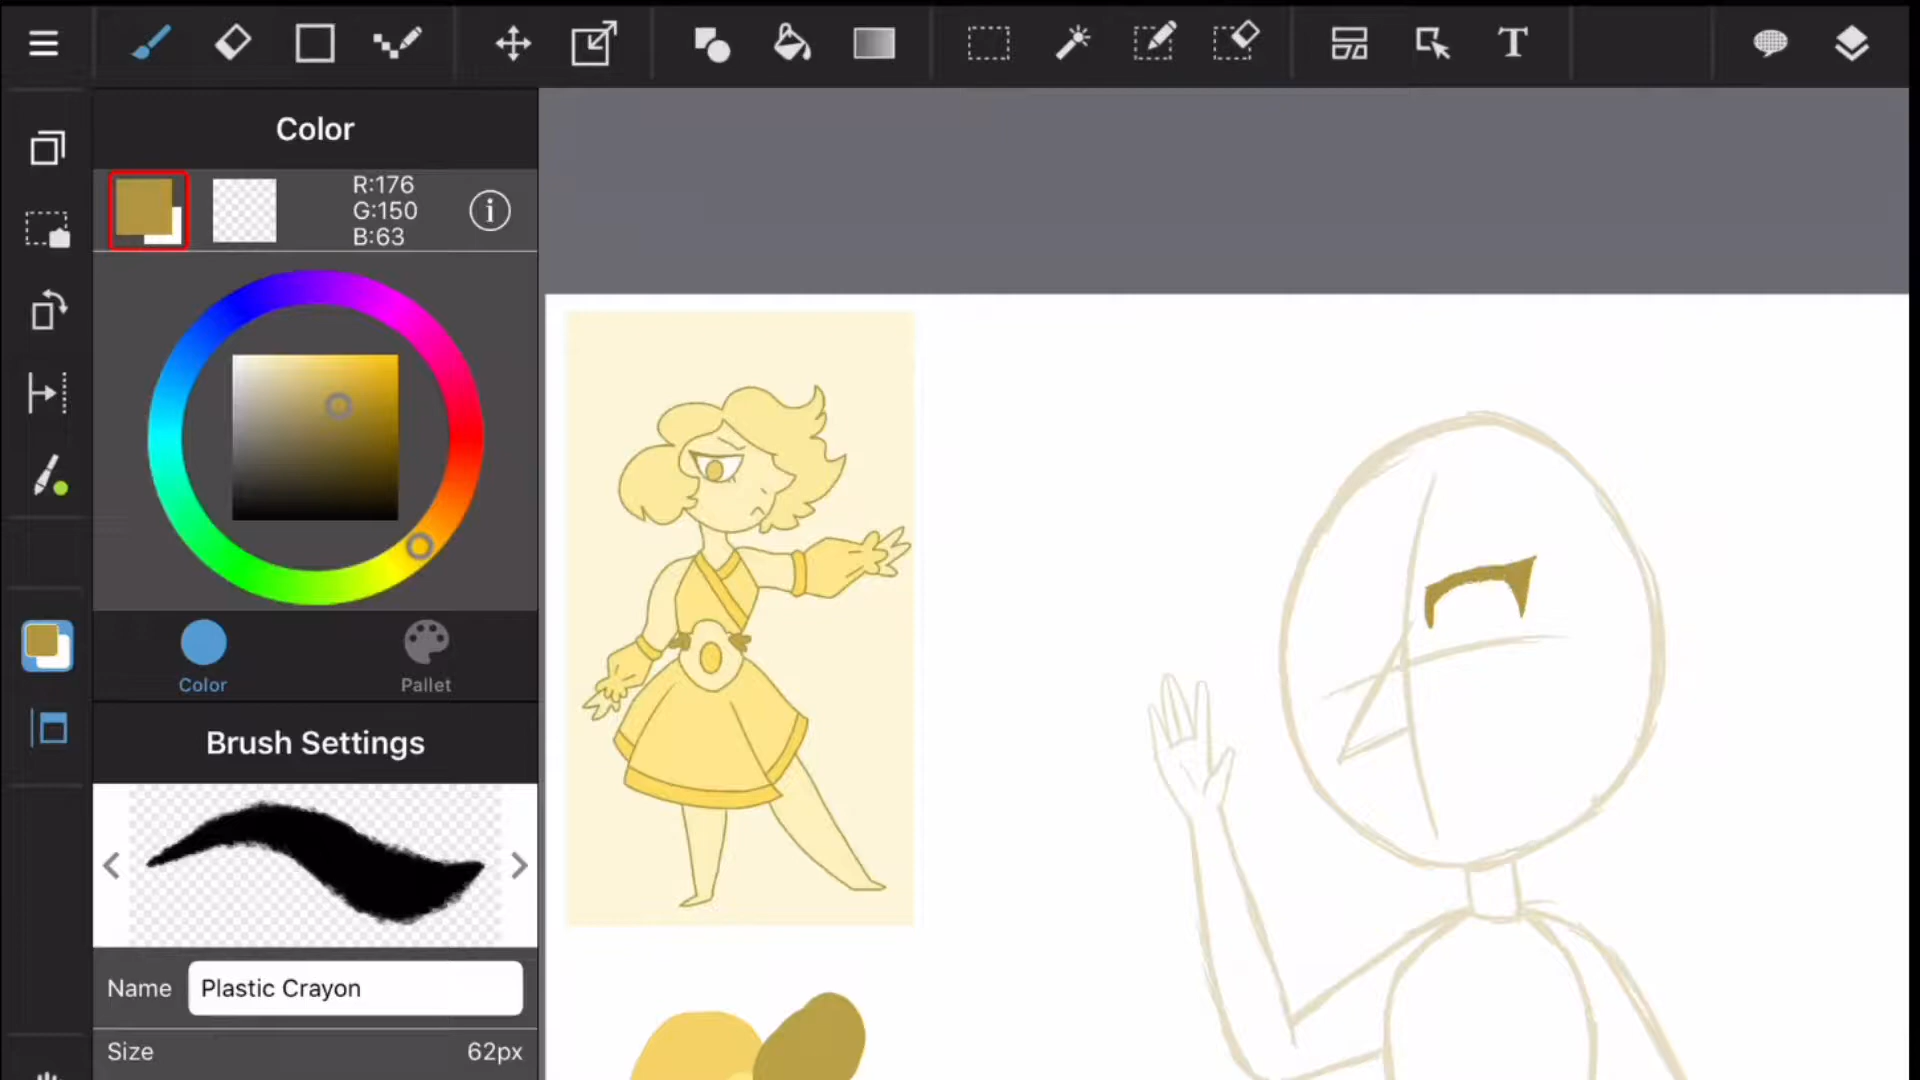 T
Color
R:176
G:150
B:63
i
Color
Pallet
Brush Settings
Name
Plastic Crayon
Size
62px